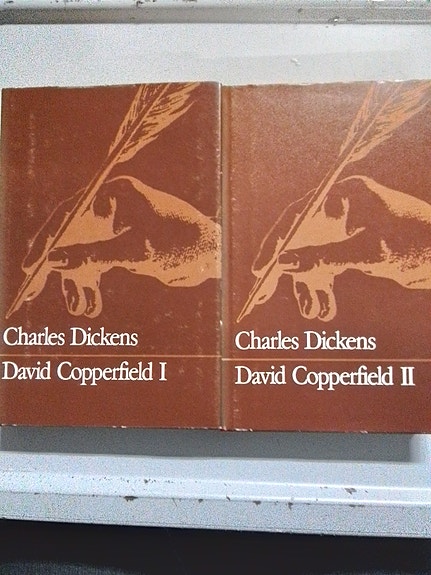 Charles Dickens
David Copperfield I
Charles Dickens
David Copperfield II